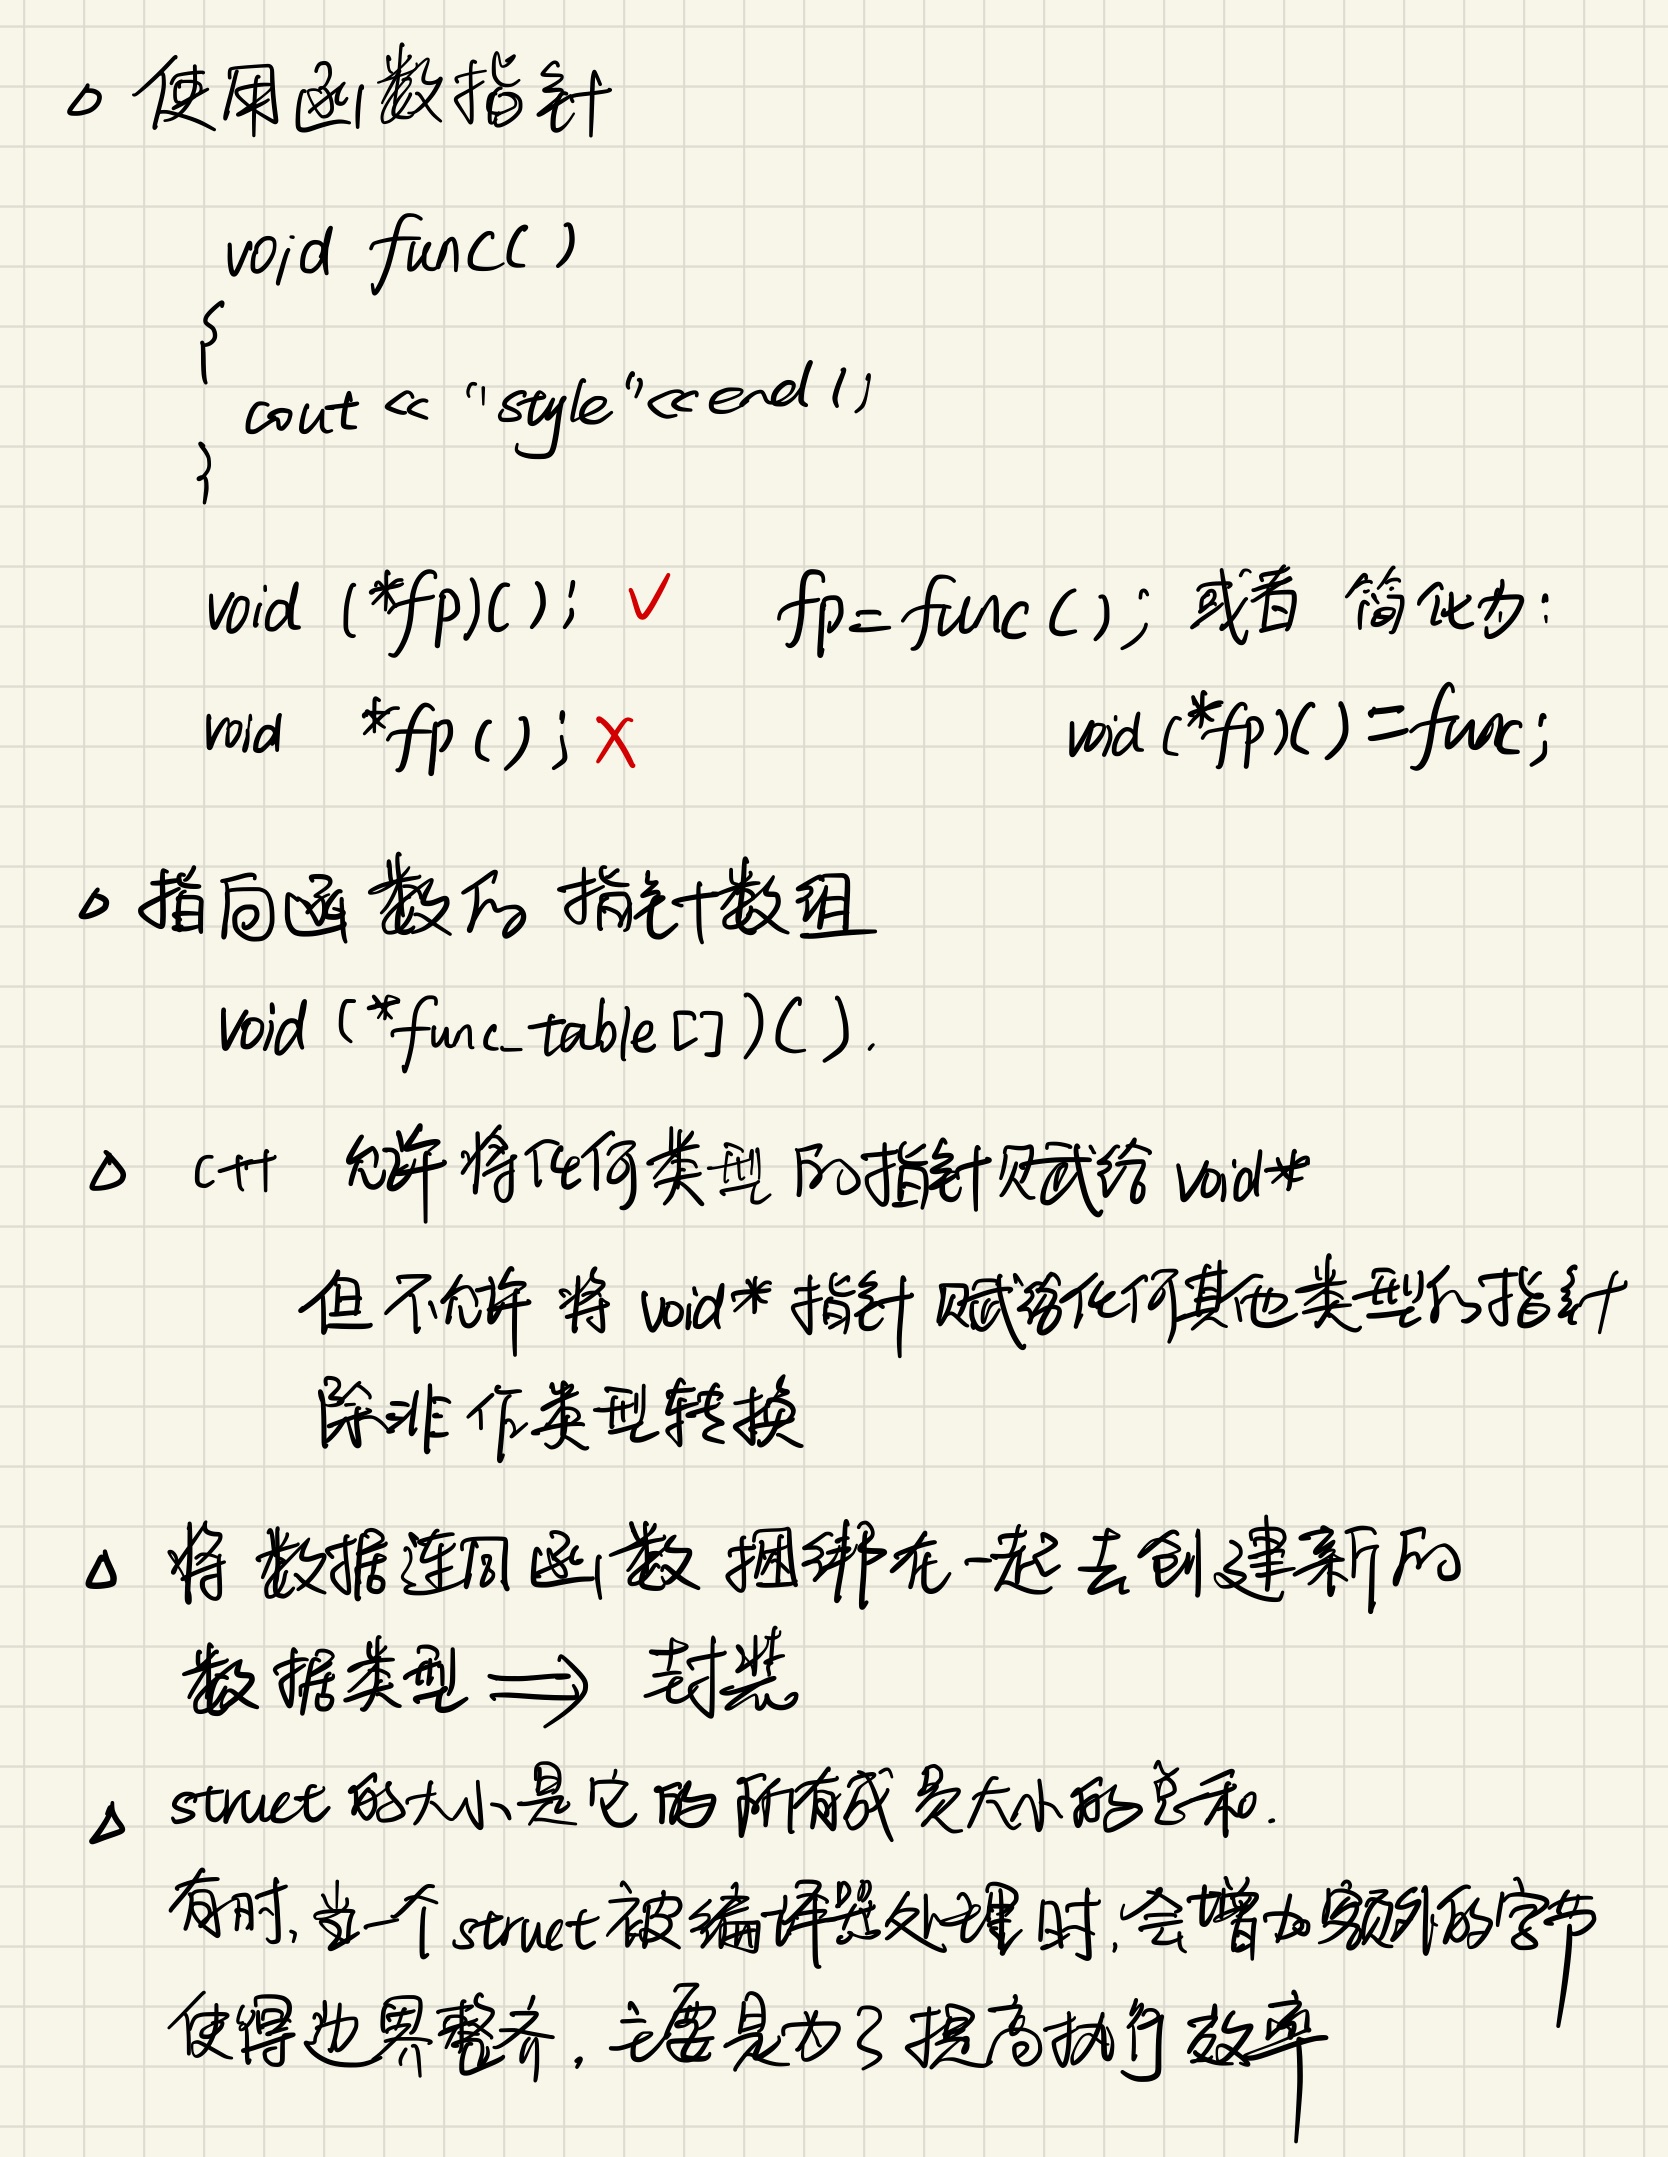 △ 使用函数指针
void func()
{
cout << "style"<<endl;
}
void (*fp)(); ✓ fp=func(); 或者 简化为:
void *fp(); X void(*fp)()=func;
△ 指向函数的指针数组
void (*func_table[])().
△ C++ 允许将任何类型的指针赋给 void*
但不允许将 void* 指针赋给任何其他类型的指针
除非作类型转换
△ 将数据连同函数捆绑在一起去创建新的
数据类型 ⟹ 封装
△ struct 的大小是它的所有成员大小的总和.
有时,当一个struct被编译器处理时,会增加额外的字节
使得边界整齐,主要是为了提高执行效率